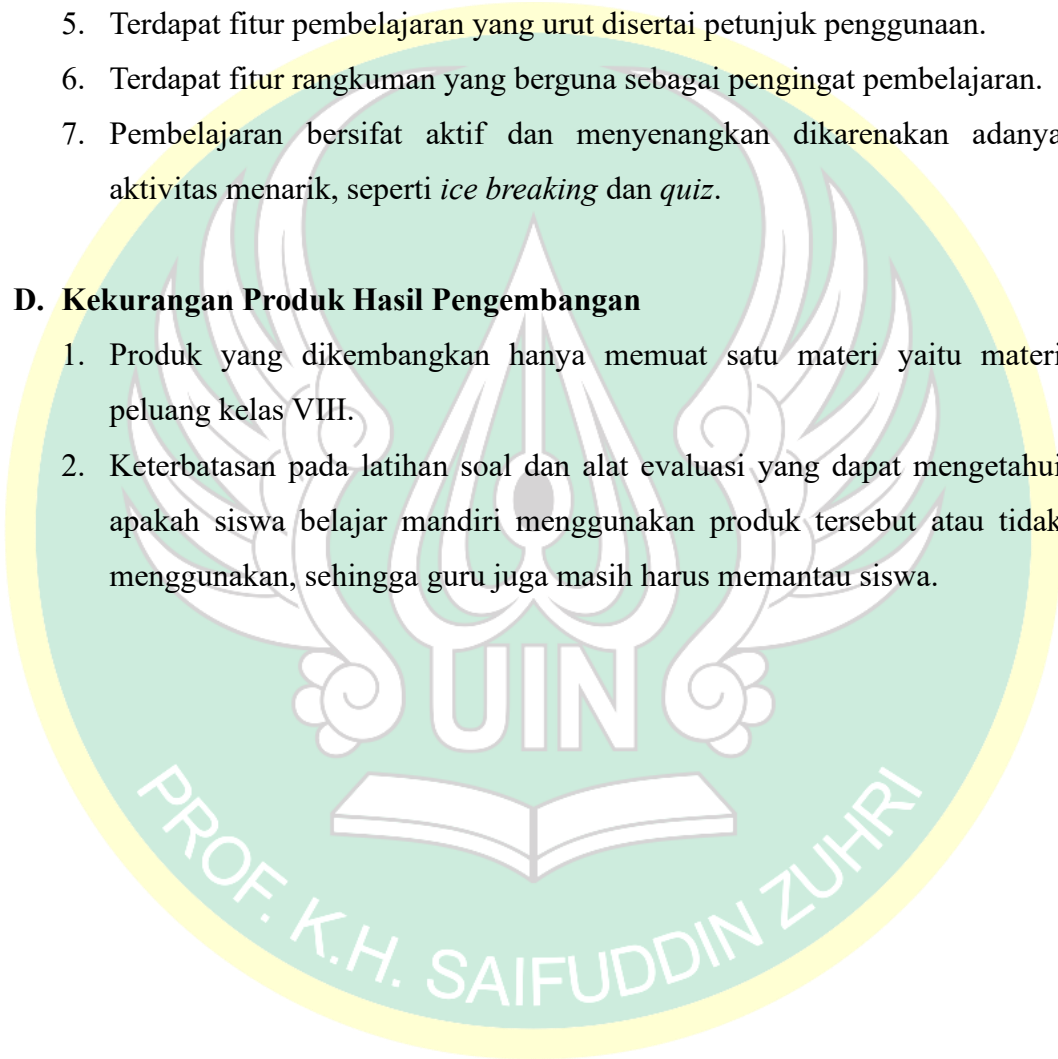 5. Terdapat fitur pembelajaran yang urut disertai petunjuk penggunaan.
6. Terdapat fitur rangkuman yang berguna sebagai pengingat pembelajaran.
7. Pembelajaran bersifat aktif dan menyenangkan dikarenakan adanya
aktivitas menarik, seperti ice breaking dan quiz.
D. Kekurangan Produk Hasil Pengembangan
1. Produk yang dikembangkan hanya memuat satu materi yaitu materi
peluang kelas VIII.
2. Keterbatasan pada latihan soal dan alat evaluasi yang dapat mengetahui
apakah siswa belajar mandiri menggunakan produk tersebut atau tidak
menggunakan, sehingga guru juga masih harus memantau siswa.
UIN
PROF. K.H. SAIFUDDIN ZUHRI